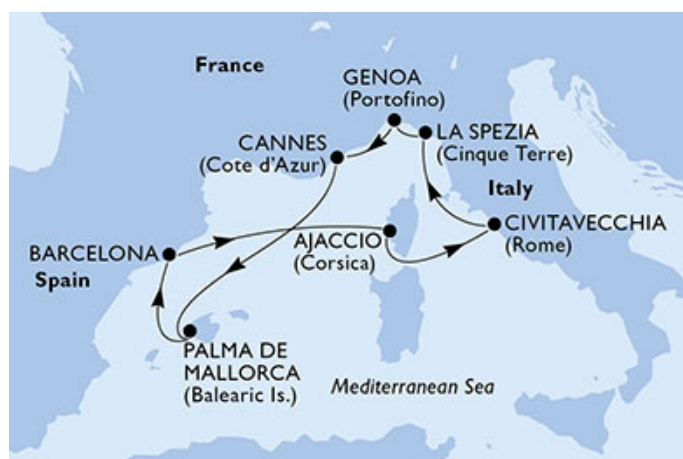 France
GENOA
(Portofino)
CANNES
(Cote d'Azur)
LA SPEZIA
(Cinque Terre)
Italy
CIVITAVECCHIA
(Rome)
AJACCIO
(Corsica)
BARCELONA
Spain
PALMA DE
MALLORCA
(Balearic Is.)
Mediterranean Sea